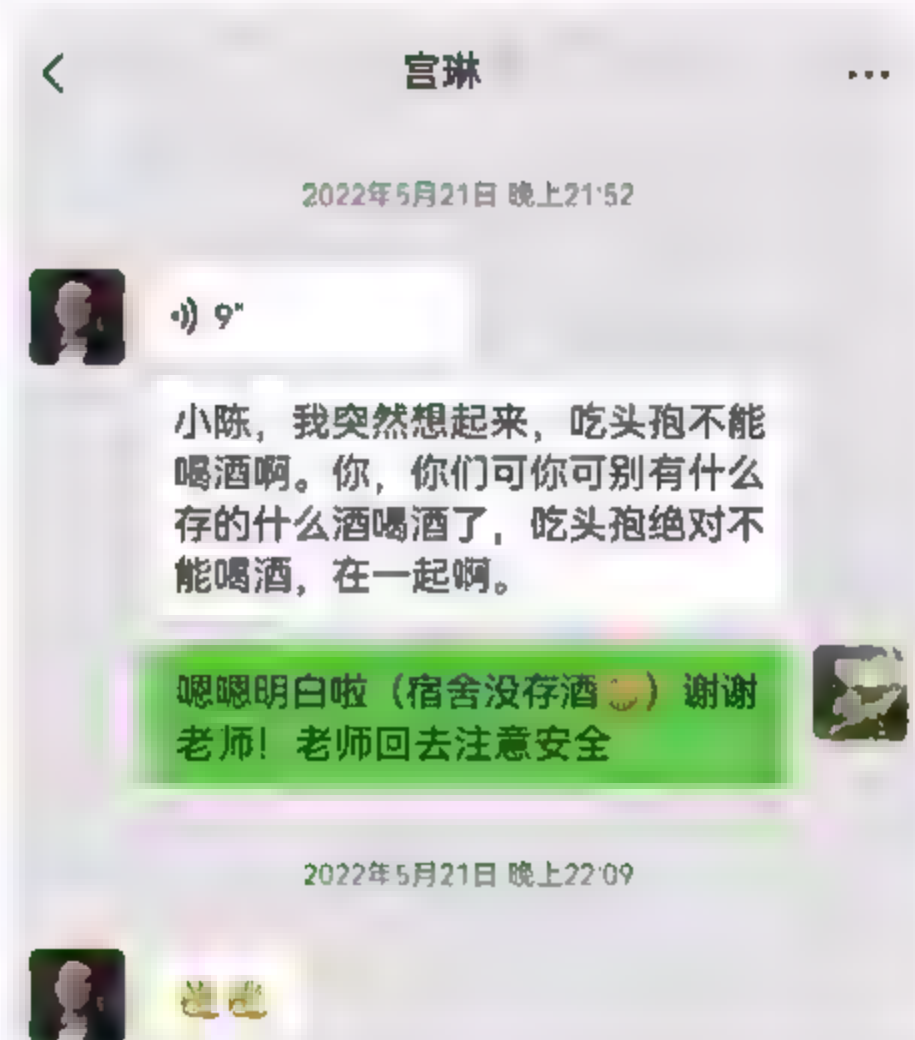 宫琳
2022年5月21日 晚上21:52
9"
小陈，我突然想起来，吃头孢不能
喝酒啊。你，你们可你可别有什么
存的什么酒喝酒了，吃头孢绝对不
能喝酒，在一起啊。
嗯嗯明白啦（宿舍没存酒）谢谢
老师！老师回去注意安全
2022年5月21日 晚上22:09